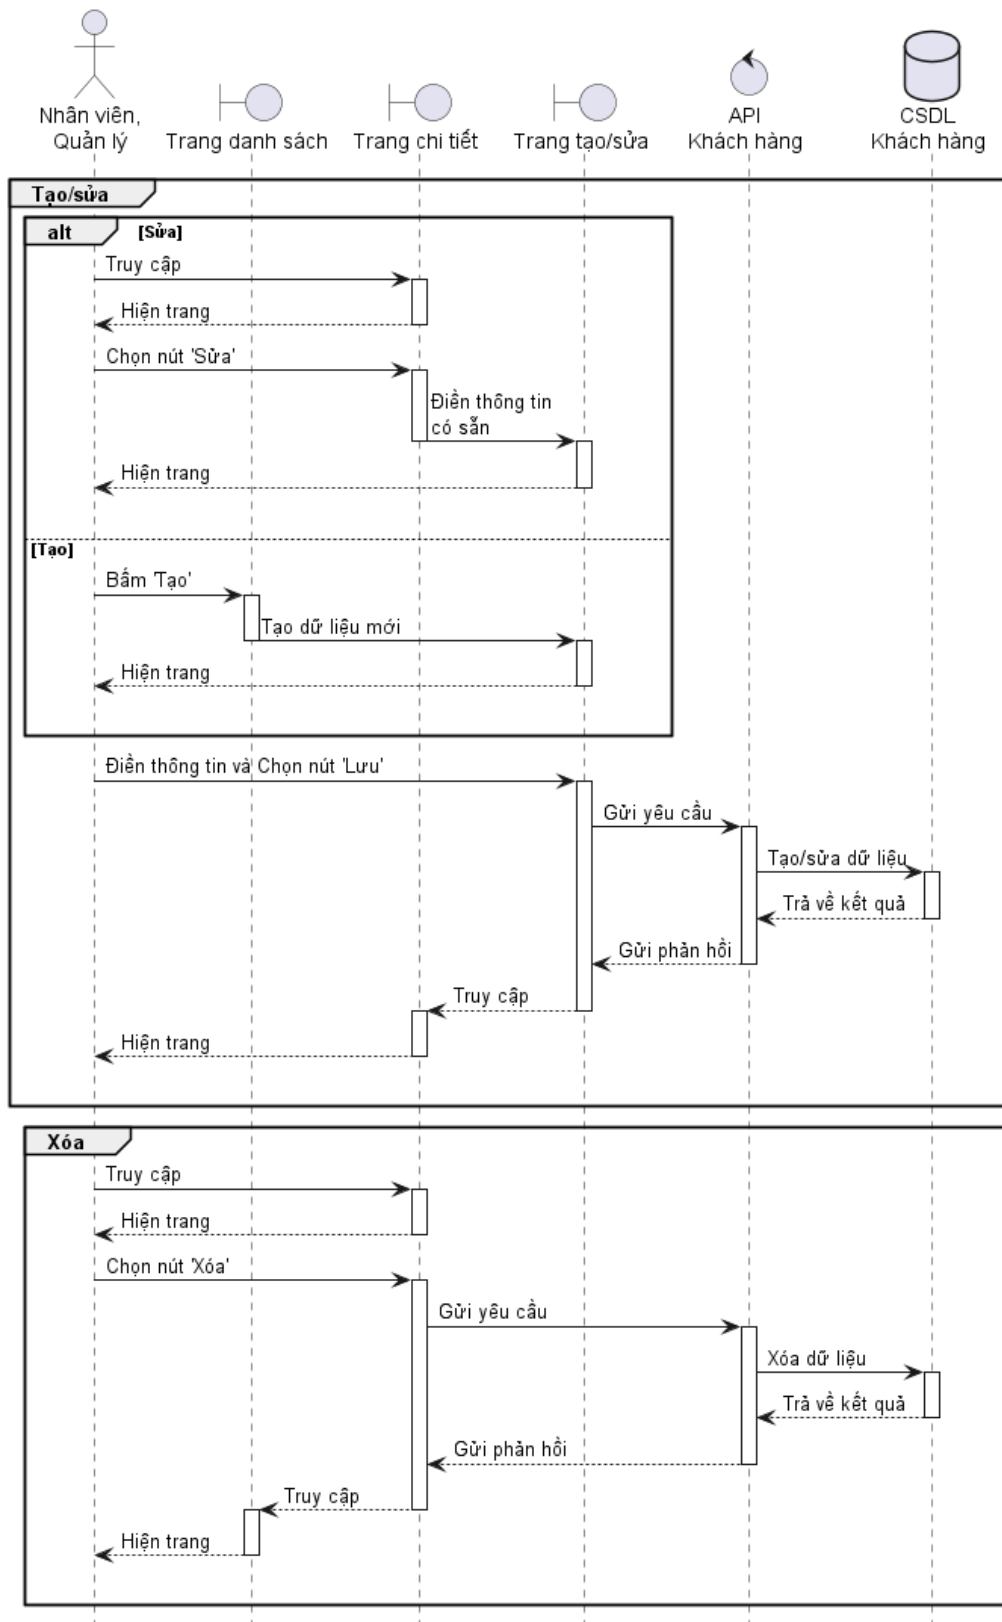 Nhân viên,
Quản lý
Trang danh sách
Trang chi tiết
Trang tạo/sửa
API
Khách hàng
CSDL
Khách hàng
Tạo/sửa
alt
[Sửa]
Truy cập
Hiện trang
Chọn nút 'Sửa'
Điền thông tin
có sẵn
Hiện trang
[Tạo]
Bấm 'Tạo'
Tạo dữ liệu mới
Hiện trang
Điền thông tin và Chọn nút 'Lưu'
Gửi yêu cầu
Tạo/sửa dữ liệu
Trả về kết quả
Gửi phản hồi
Truy cập
Hiện trang
Xóa
Truy cập
Hiện trang
Chọn nút 'Xóa'
Gửi yêu cầu
Xóa dữ liệu
Trả về kết quả
Gửi phản hồi
Truy cập
Hiện trang